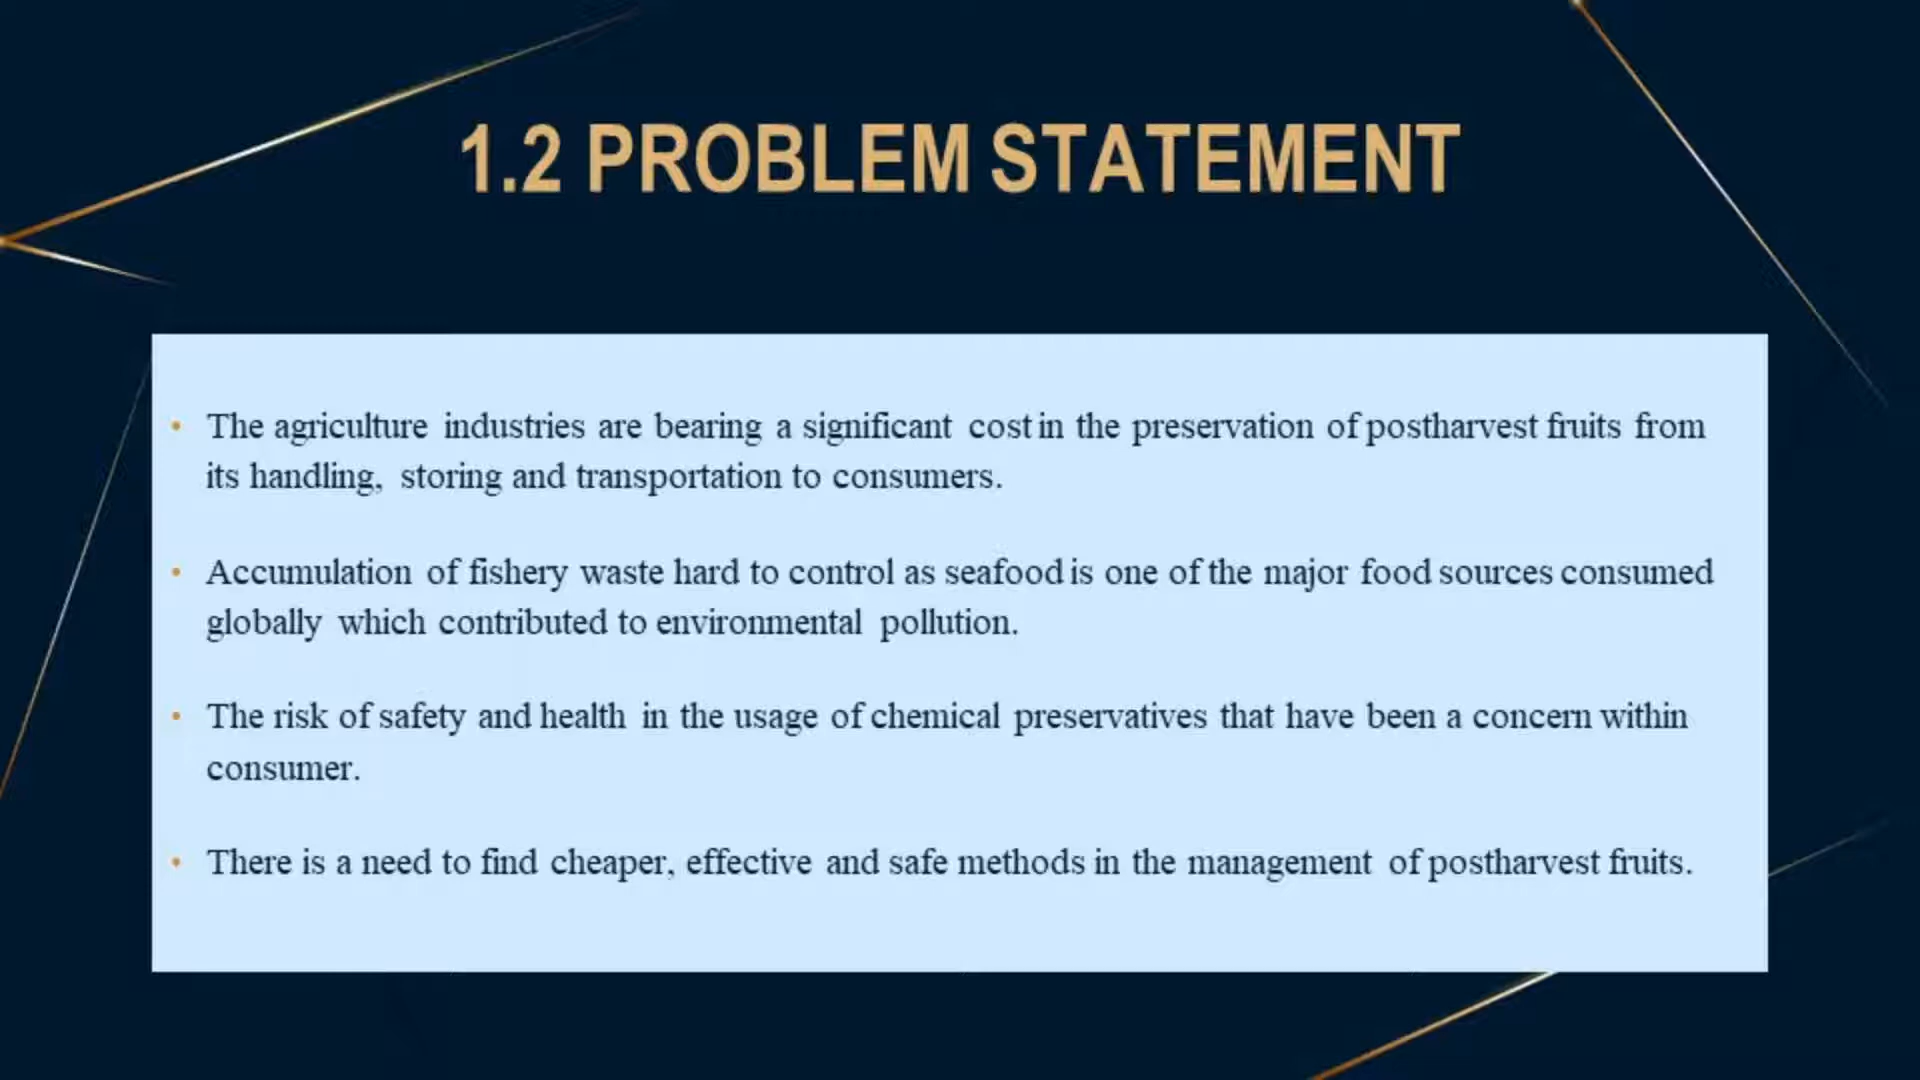 1.2 PROBLEM STATEMENT
• The agriculture industries are bearing a significant cost in the preservation of postharvest fruits from
its handling, storing and transportation to consumers.
• Accumulation of fishery waste hard to control as seafood is one of the major food sources consumed
globally which contributed to environmental pollution.
• The risk of safety and health in the usage of chemical preservatives that have been a concern within
consumer.
• There is a need to find cheaper, effective and safe methods in the management of postharvest fruits.